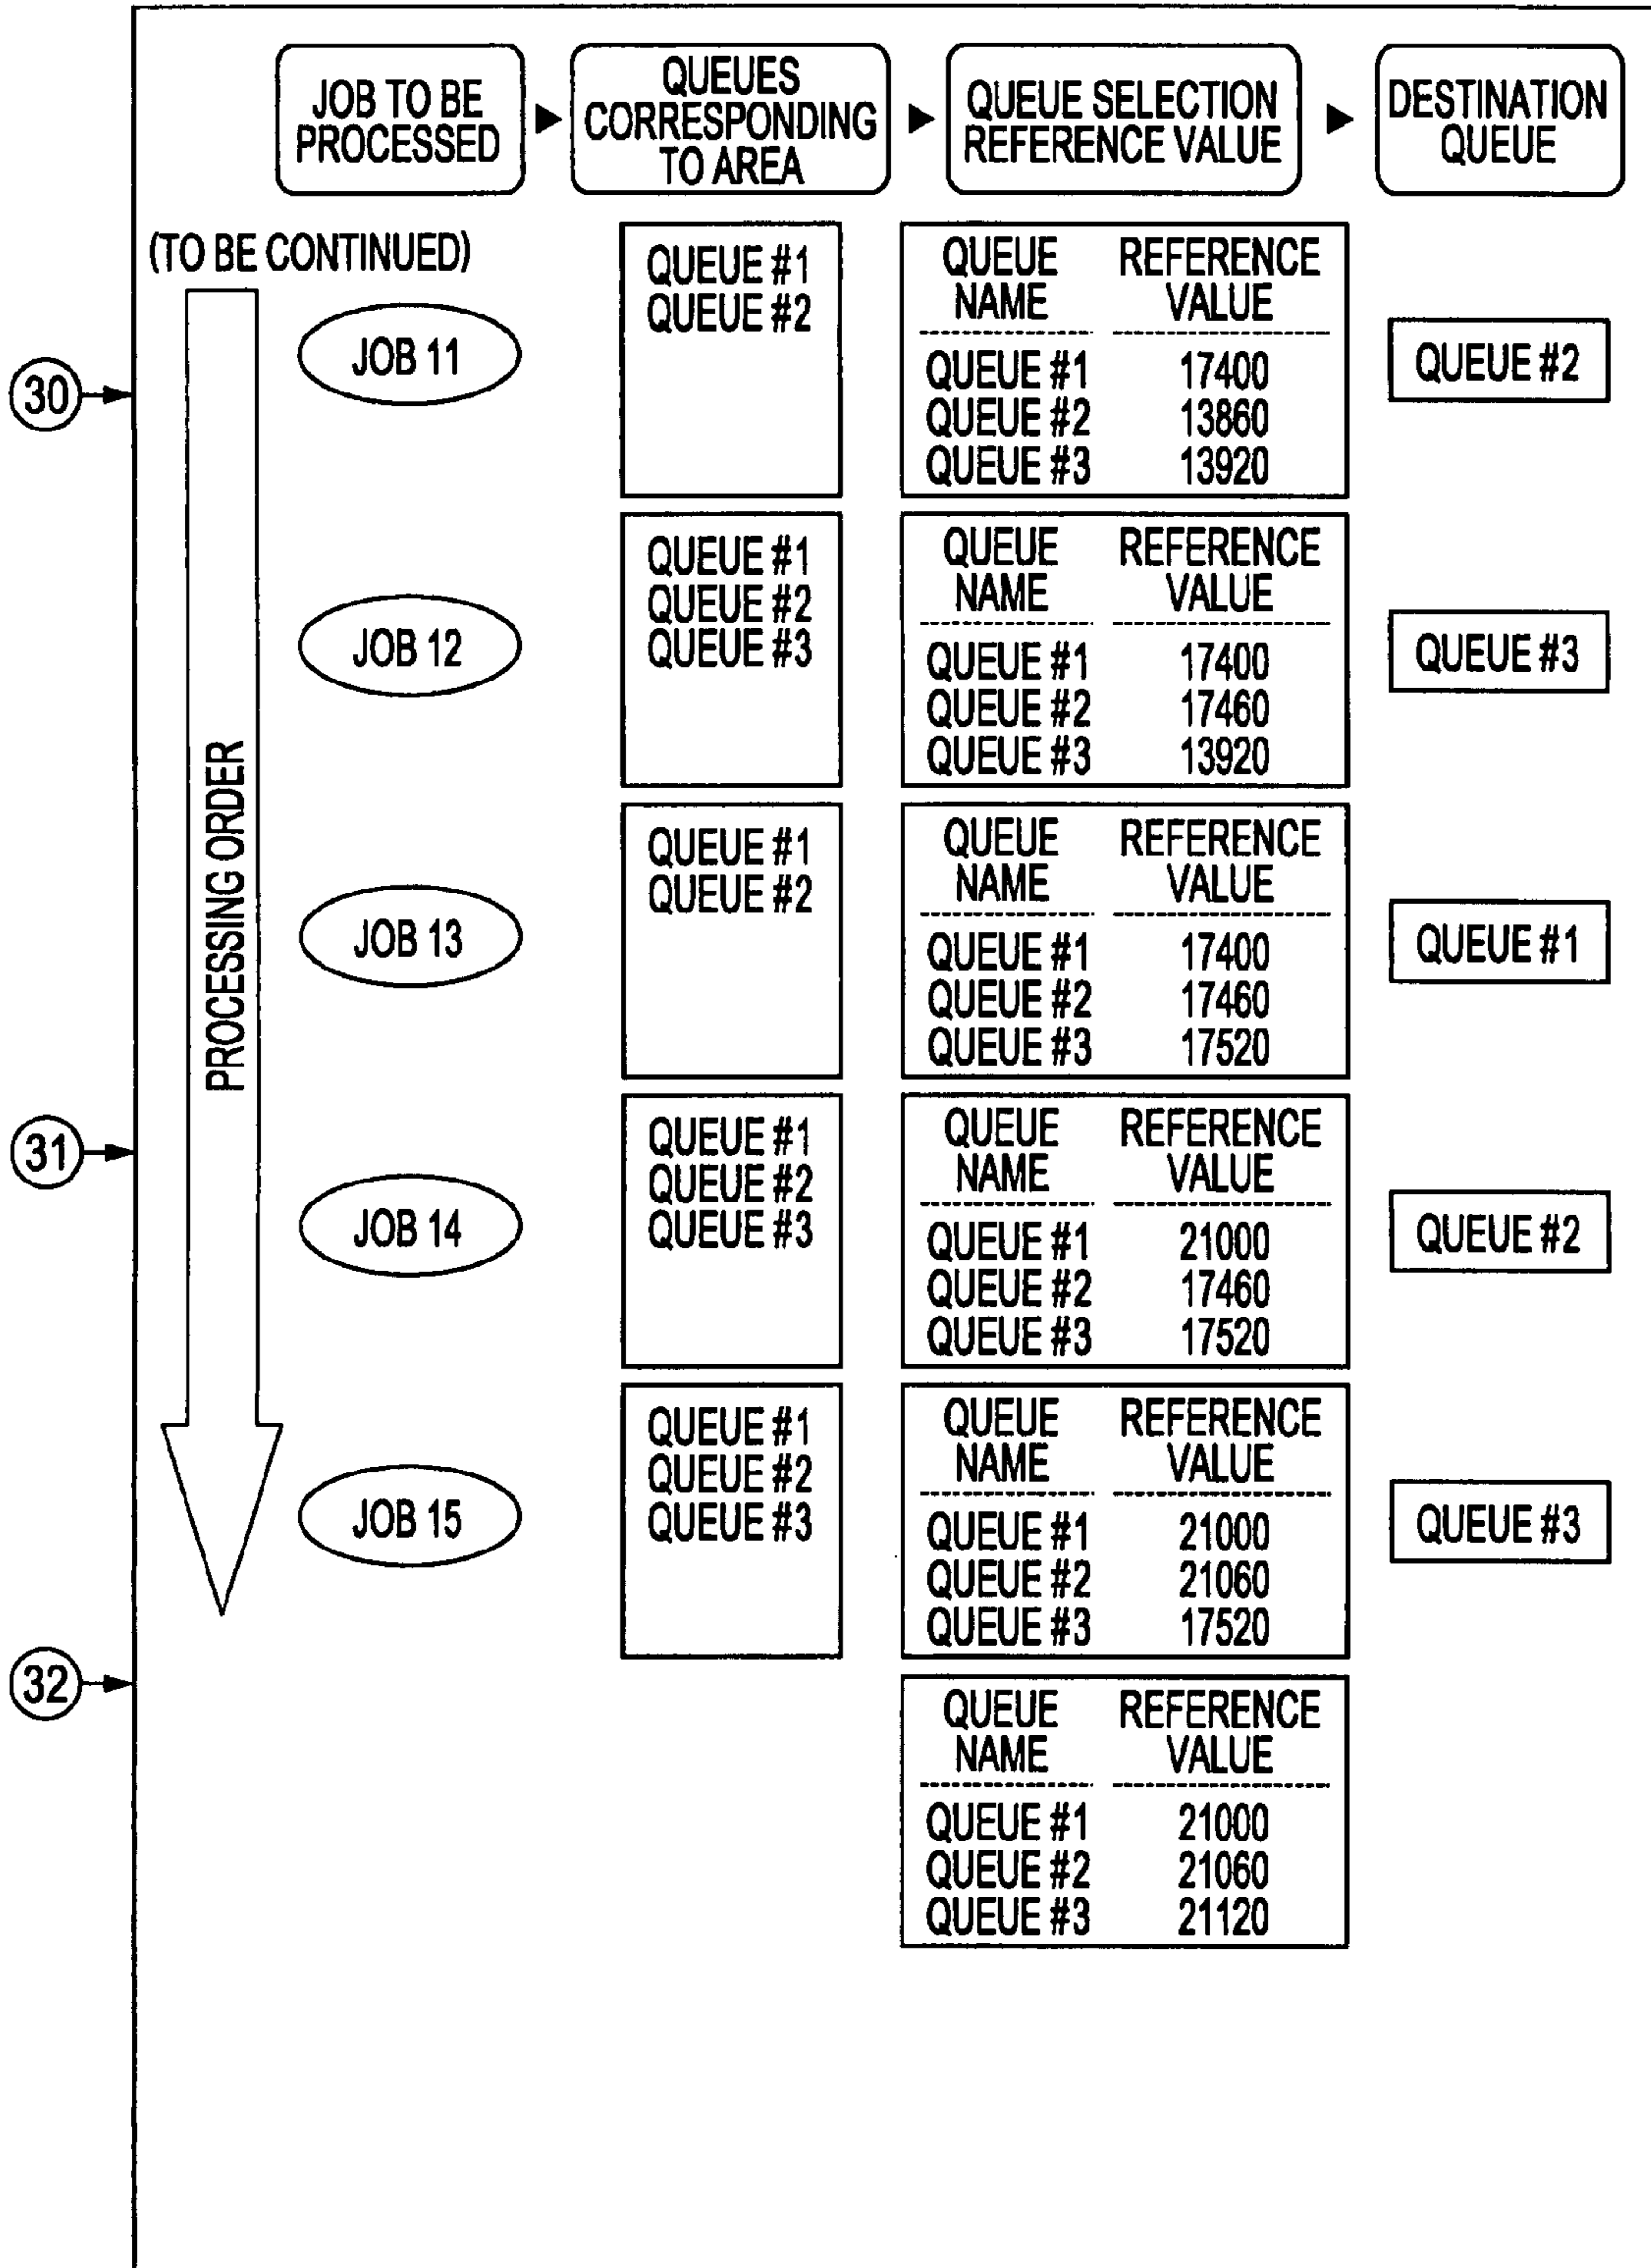 JOB TO BE
PROCESSED
QUEUES
CORRESPONDING
TO AREA
QUEUE SELECTION
REFERENCE VALUE
DESTINATION
QUEUE
(TO BE CONTINUED)
PROCESSING ORDER
30
JOB 11
QUEUE #1
QUEUE #2
QUEUE NAME REFERENCE VALUE
QUEUE #1 17400
QUEUE #2 13860
QUEUE #3 13920
QUEUE #2
JOB 12
QUEUE #1
QUEUE #2
QUEUE #3
QUEUE NAME REFERENCE VALUE
QUEUE #1 17400
QUEUE #2 17460
QUEUE #3 13920
QUEUE #3
JOB 13
QUEUE #1
QUEUE #2
QUEUE NAME REFERENCE VALUE
QUEUE #1 17400
QUEUE #2 17460
QUEUE #3 17520
QUEUE #1
31
JOB 14
QUEUE #1
QUEUE #2
QUEUE #3
QUEUE NAME REFERENCE VALUE
QUEUE #1 21000
QUEUE #2 17460
QUEUE #3 17520
QUEUE #2
JOB 15
QUEUE #1
QUEUE #2
QUEUE #3
QUEUE NAME REFERENCE VALUE
QUEUE #1 21000
QUEUE #2 21060
QUEUE #3 17520
QUEUE #3
32
QUEUE NAME REFERENCE VALUE
QUEUE #1 21000
QUEUE #2 21060
QUEUE #3 21120